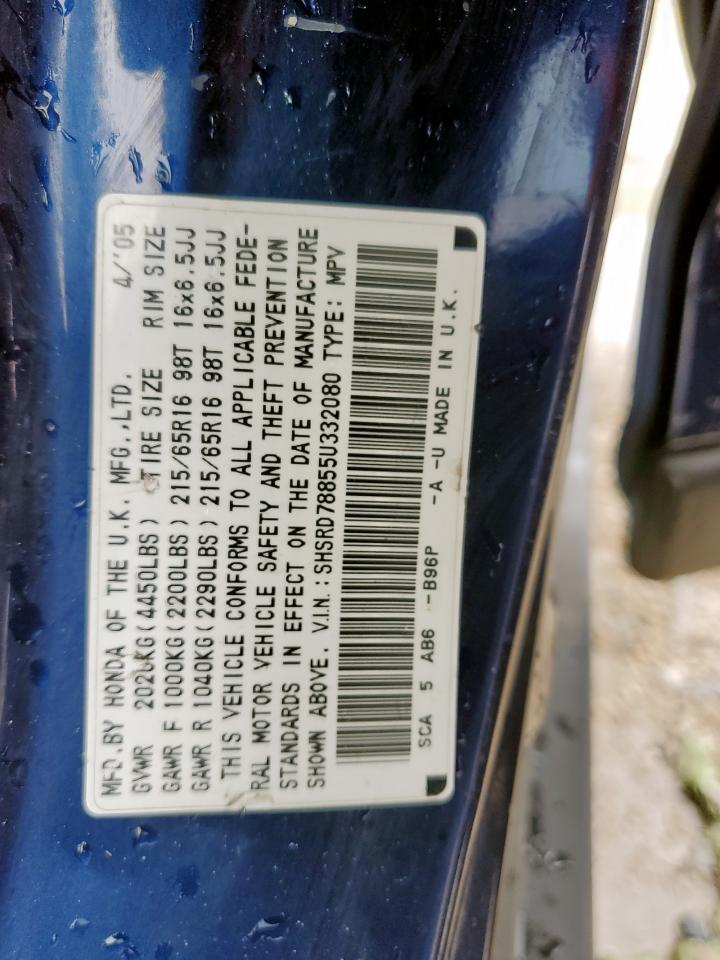 MFD.BY HONDA OF THE U.K. MFG.,LTD. 4/'05
GVWR 2020KG(4450LBS) TIRE SIZE RIM SIZE
GAWR F 1000KG(2200LBS) 215/65R16 98T 16x6.5JJ
GAWR R 1040KG(2290LBS) 215/65R16 98T 16x6.5JJ
THIS VEHICLE CONFORMS TO ALL APPLICABLE FEDE-
RAL MOTOR VEHICLE SAFETY AND THEFT PREVENTION
STANDARDS IN EFFECT ON THE DATE OF MANUFACTURE
SHOWN ABOVE. V.I.N.: SHSRD78855U332080 TYPE: MPV
SCA 5 AB6 -B96P -A -U MADE IN U.K.